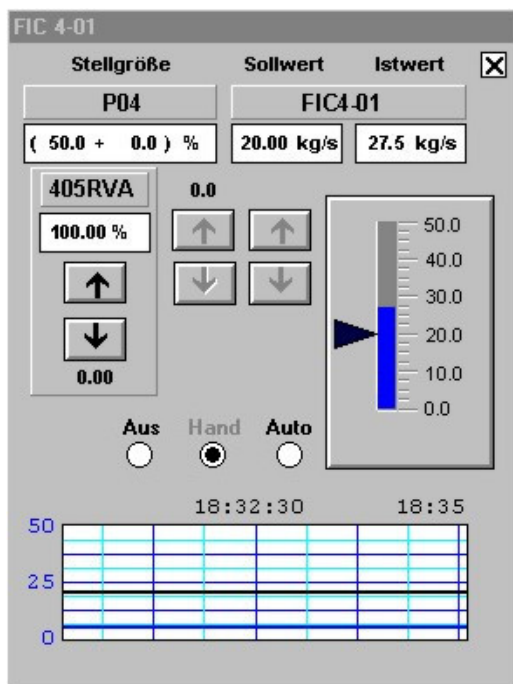 FIC 4-01
Stellgröße Sollwert Istwert
P04 FIC4-01
( 50.0 + 0.0 ) % 20.00 kg/s 27.5 kg/s
405RVA 0.0
100.00 %
0.00
50.0
40.0
30.0
20.0
10.0
0.0
Aus Hand Auto
18:32:30 18:35
50
25
0